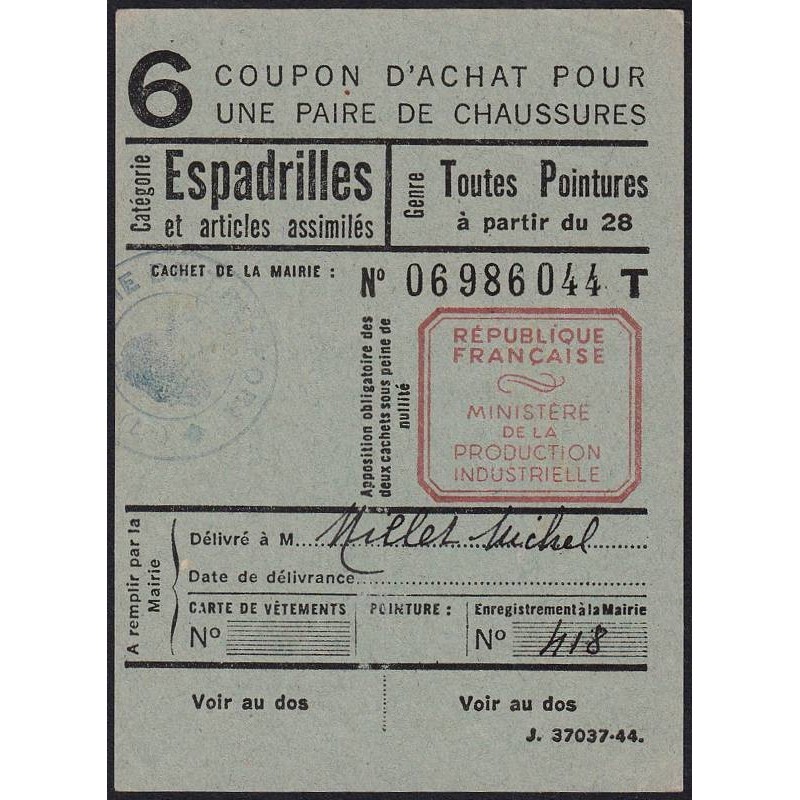 6 COUPON D'ACHAT POUR
UNE PAIRE DE CHAUSSURES
Catégorie
Espadrilles
et articles assimilés
Genre
Toutes Pointures
à partir du 28
CACHET DE LA MAIRIE :
Nº 06986044 T
Apposition obligatoire des
deux cachets sous peine de
nullité
RÉPUBLIQUE
FRANÇAISE
MINISTÈRE
DE LA
PRODUCTION
INDUSTRIELLE
A remplir par la
Mairie
Délivré à M. Millet Michel
Date de délivrance
CARTE DE VÊTEMENTS
Nº
POINTURE :
Enregistrement à la Mairie
Nº 418
Voir au dos
Voir au dos
J. 37037-44.